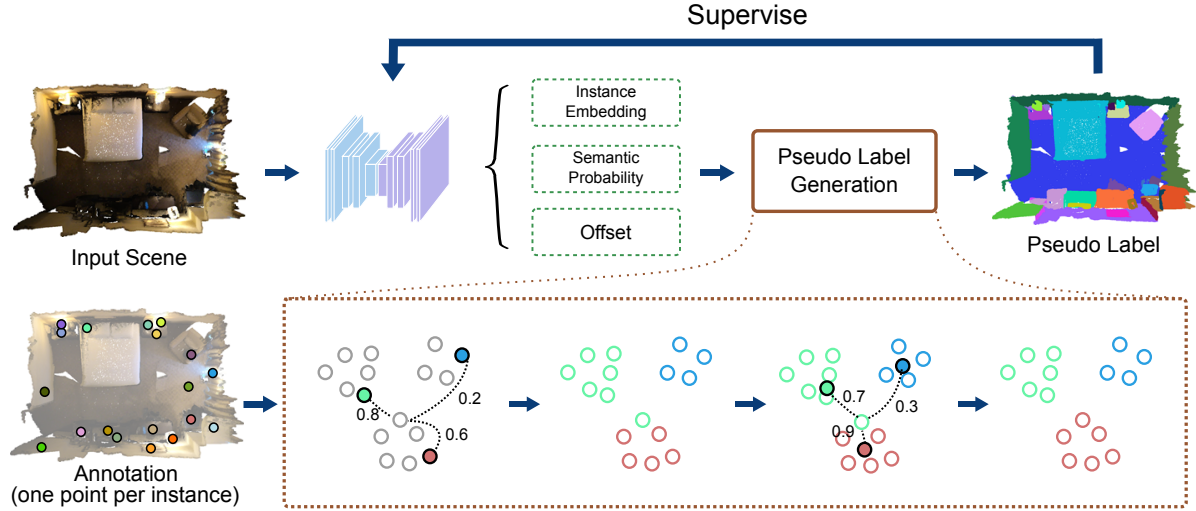 Supervise
Instance
Embedding
Semantic
Probability
Offset
Pseudo Label
Generation
Input Scene
Pseudo Label
0.8
0.2
0.6
0.7
0.3
0.9
Annotation
(one point per instance)